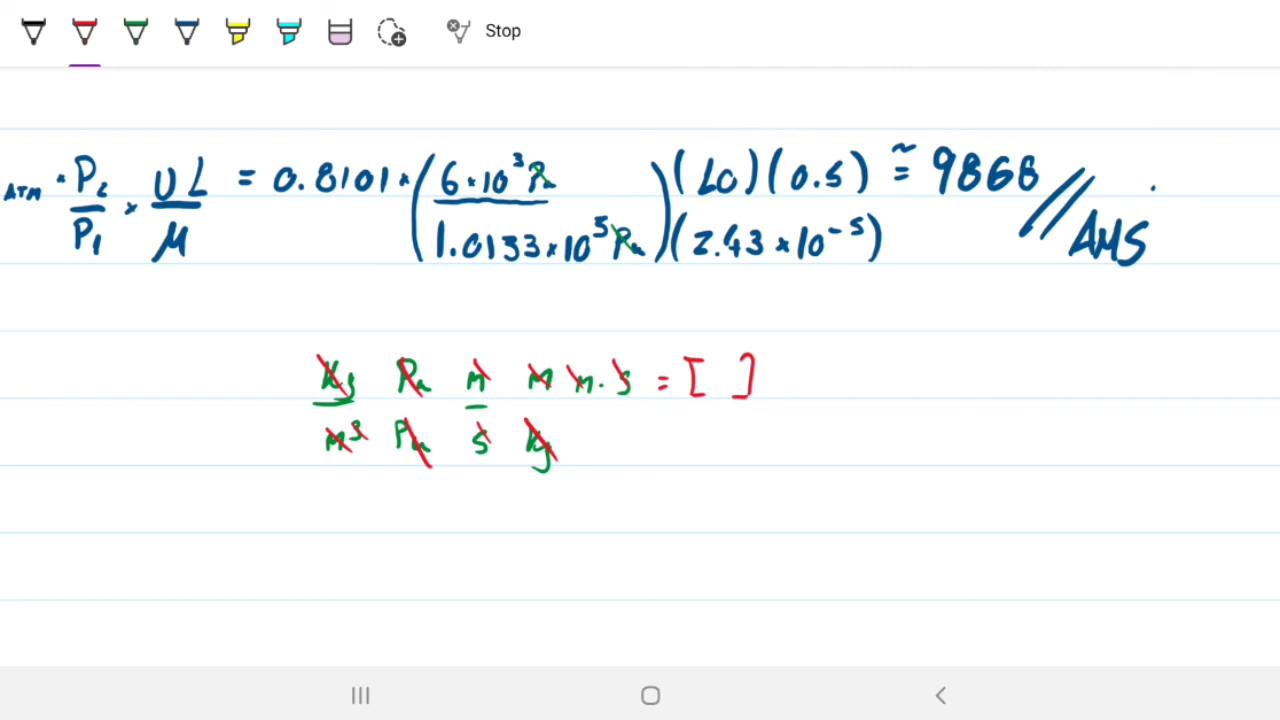 Stop
ATM · P₂/P₁ × UL/μ = 0.8101 × (6·10³ Pa / 1.0133×10⁵ Pa) (10)(0.5) / (2.43×10⁻⁵) ≅ 9868 // ANS.
Kg/m³ Pa/Pa m/s m m·s/Kg = [ ]